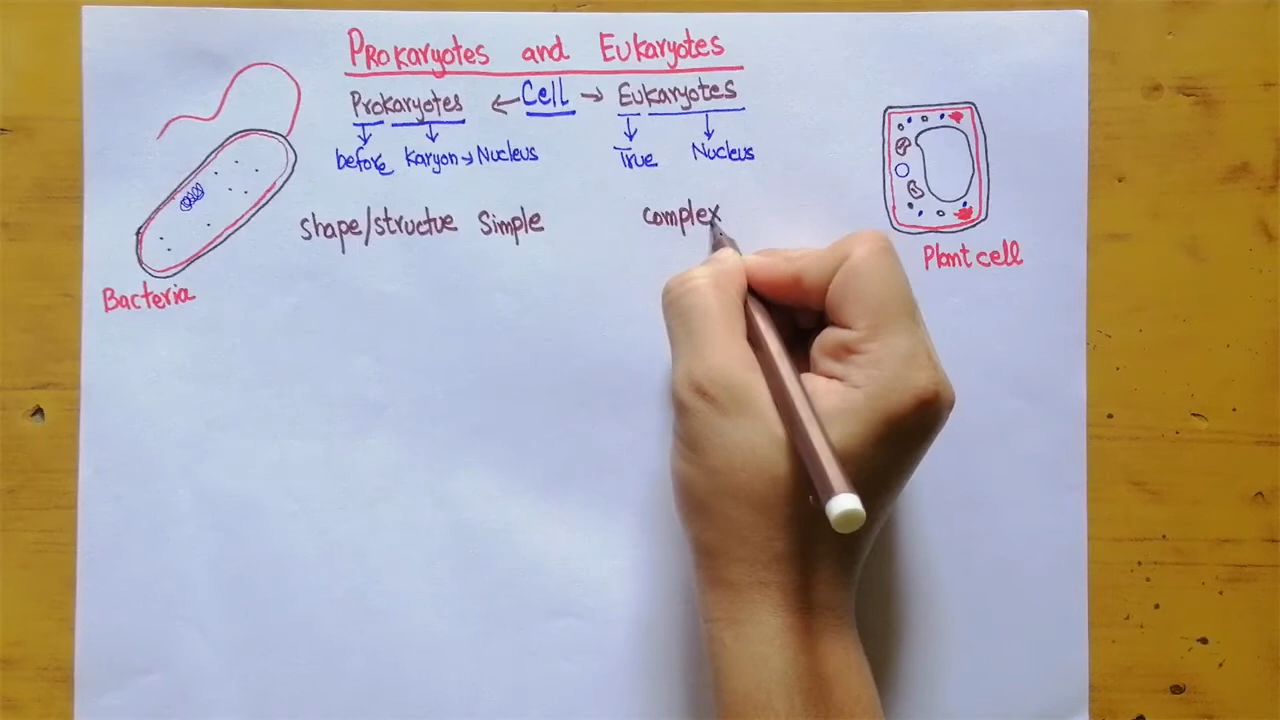 Prokaryotes and Eukaryotes
Prokaryotes ← Cell → Eukaryotes
before Karyon → Nucleus True Nucleus
shape/structue Simple complex
Bacteria
Plant cell